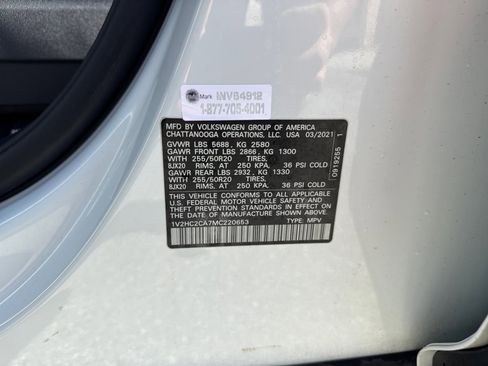 Mark INV64912
1-877-705-4001
MFD BY VOLKSWAGEN GROUP OF AMERICA
CHATTANOOGA OPERATIONS, LLC. USA 03/2021
GVWR LBS 5688, KG 2580
GAWR FRONT LBS 2866, KG 1300
WITH 255/50R20 TIRES,
8JX20 RIMS, AT 250 KPA, 36 PSI COLD
GAWR REAR LBS 2932, KG 1330
WITH 255/50R20 TIRES,
8JX20 RIMS, AT 250 KPA, 36 PSI COLD
THIS VEHICLE CONFORMS TO ALL APPLICABLE
U.S. FEDERAL MOTOR VEHICLE SAFETY
STANDARDS IN EFFECT ON THE DATE OF
MANUFACTURE SHOWN ABOVE.
1V2HC2CA7MC220653 TYPE: MPV
0919255 1